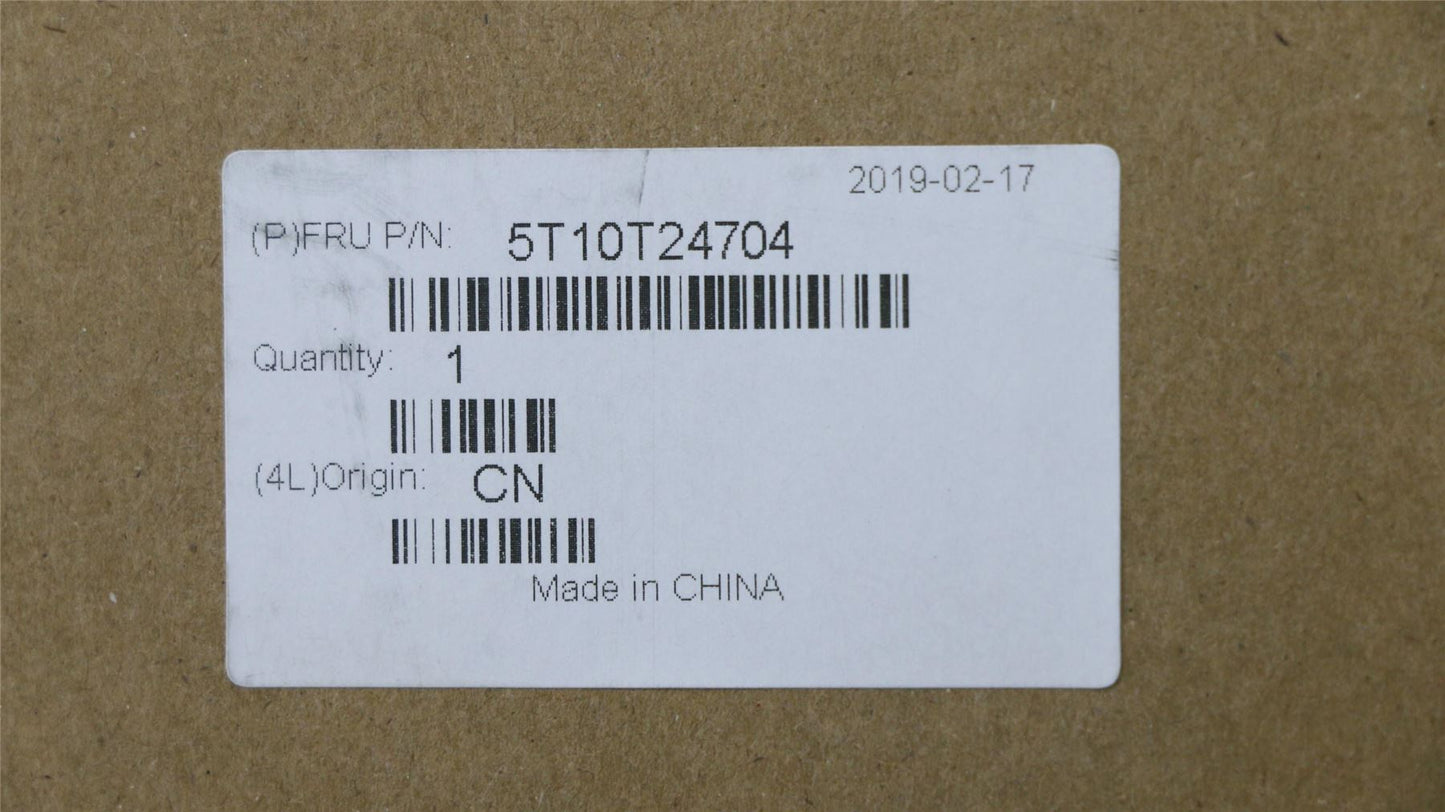 2019-02-17
(P)FRU P/N: 5T10T24704
Quantity: 1
(4L)Origin: CN
Made in CHINA